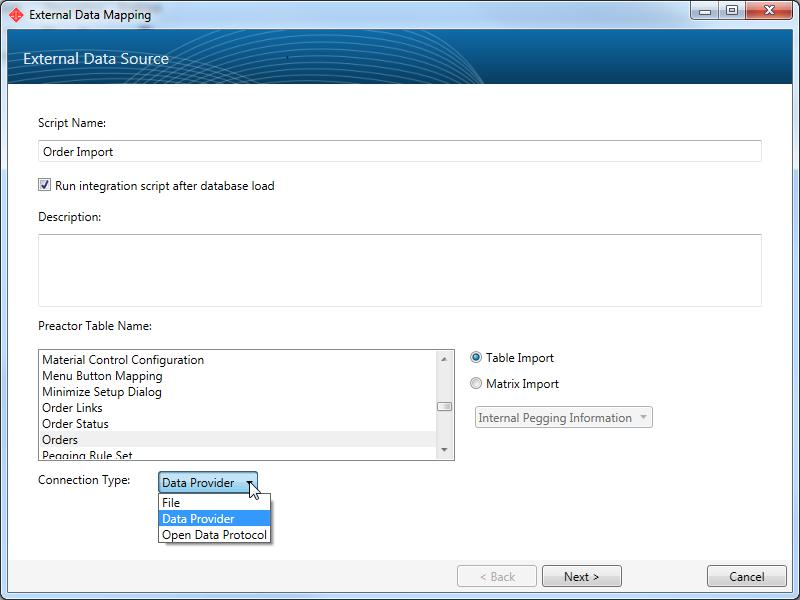 External Data Mapping
External Data Source
Script Name:
Order Import
Run integration script after database load
Description:
Preactor Table Name:
Material Control Configuration
Menu Button Mapping
Minimize Setup Dialog
Order Links
Order Status
Orders
Pegging Rule Set
Table Import
Matrix Import
Internal Pegging Information
Connection Type:
Data Provider
File
Data Provider
Open Data Protocol
< Back
Next >
Cancel